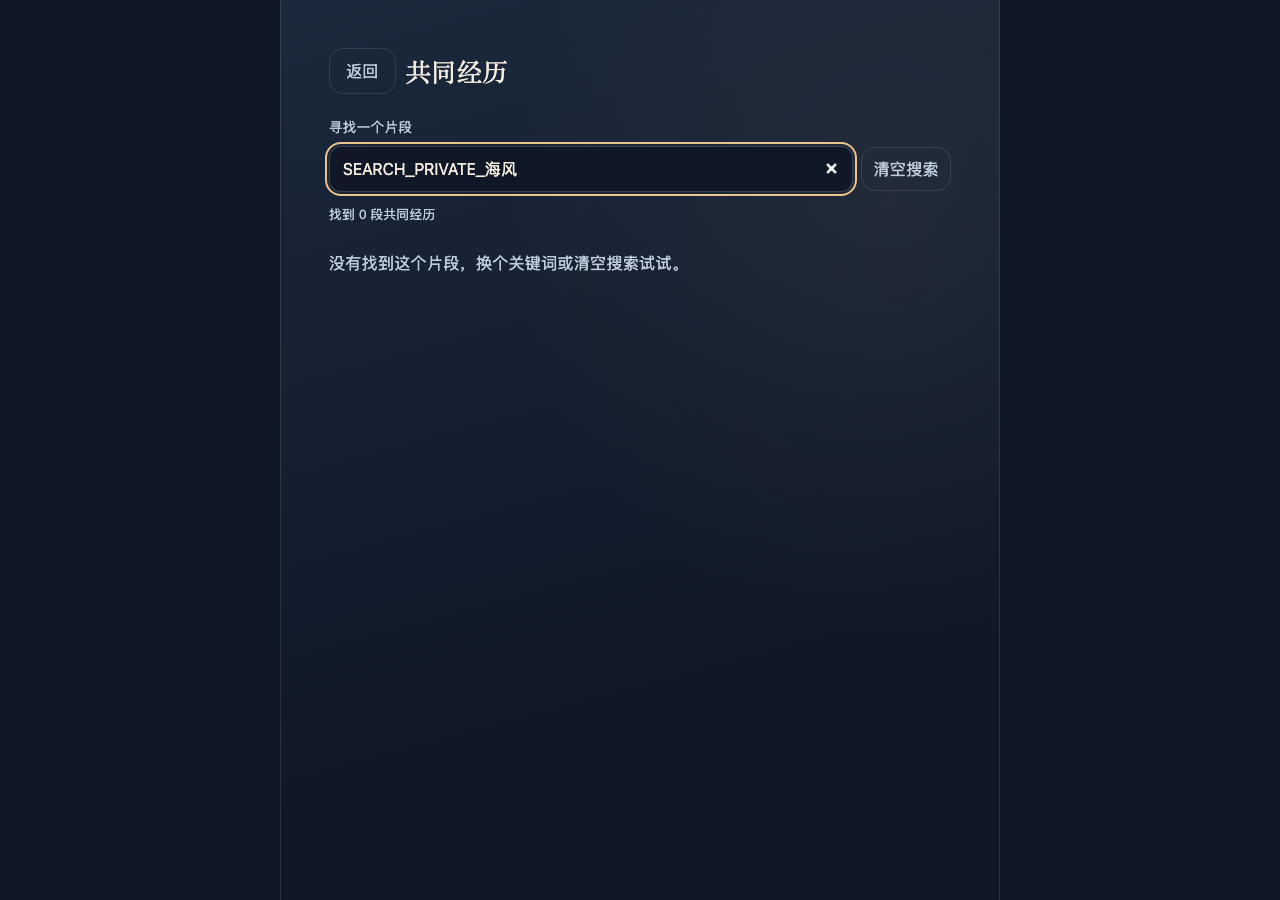 返回 共同经历
寻找一个片段
SEARCH_PRIVATE_海风 × 清空搜索
找到 0 段共同经历
没有找到这个片段，换个关键词或清空搜索试试。